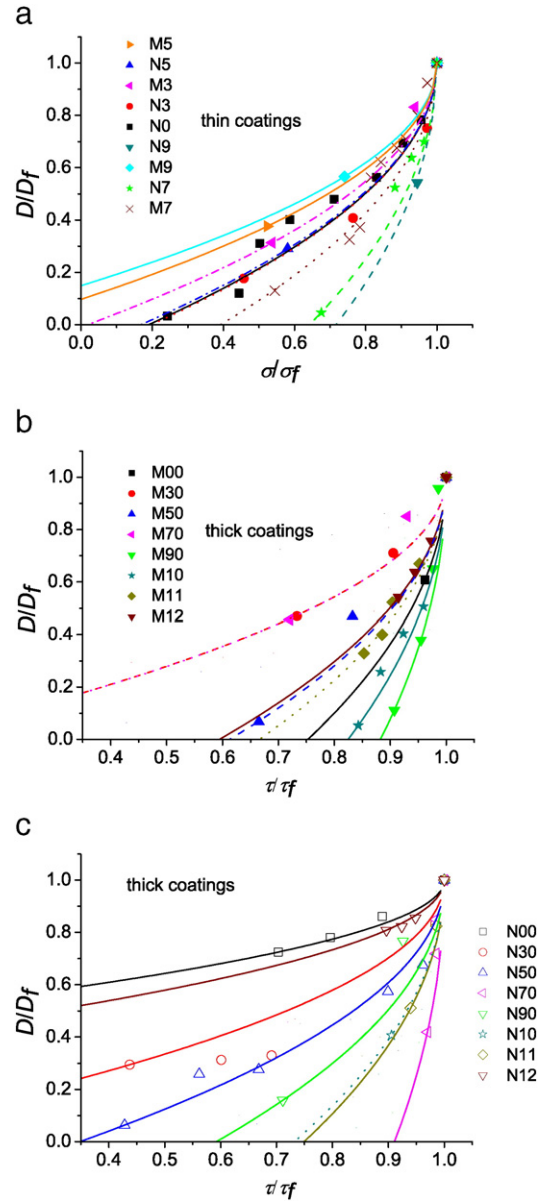 a
M5
N5
M3
N3
N0
N9
M9
N7
M7
thin coatings
D/Df
1.0
0.8
0.6
0.4
0.2
0.0
0.0 0.2 0.4 0.6 0.8 1.0
σ/σf
b
M00
M30
M50
M70
M90
M10
M11
M12
thick coatings
D/Df
1.0
0.8
0.6
0.4
0.2
0.0
0.4 0.5 0.6 0.7 0.8 0.9 1.0
τ/τf
c
thick coatings
N00
N30
N50
N70
N90
N10
N11
N12
D/Df
1.0
0.8
0.6
0.4
0.2
0.0
0.4 0.5 0.6 0.7 0.8 0.9 1.0
τ/τf